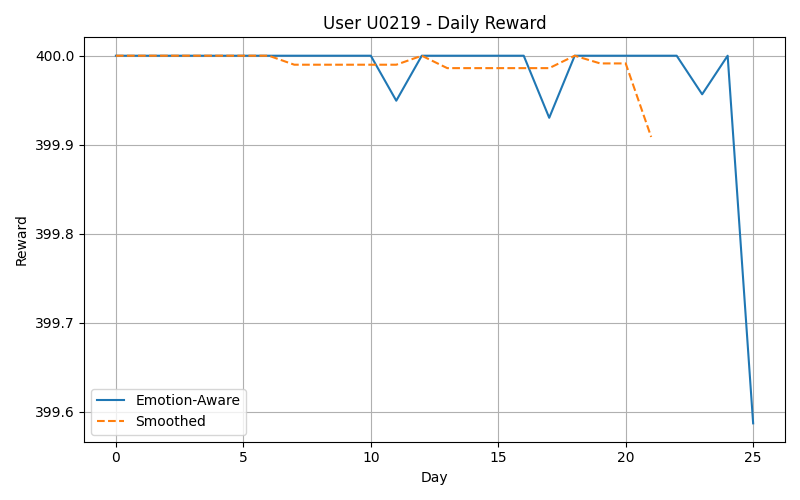 User U0219 - Daily Reward
400.0
399.9
399.8
399.7
399.6
Reward
Emotion-Aware
Smoothed
0 5 10 15 20 25
Day